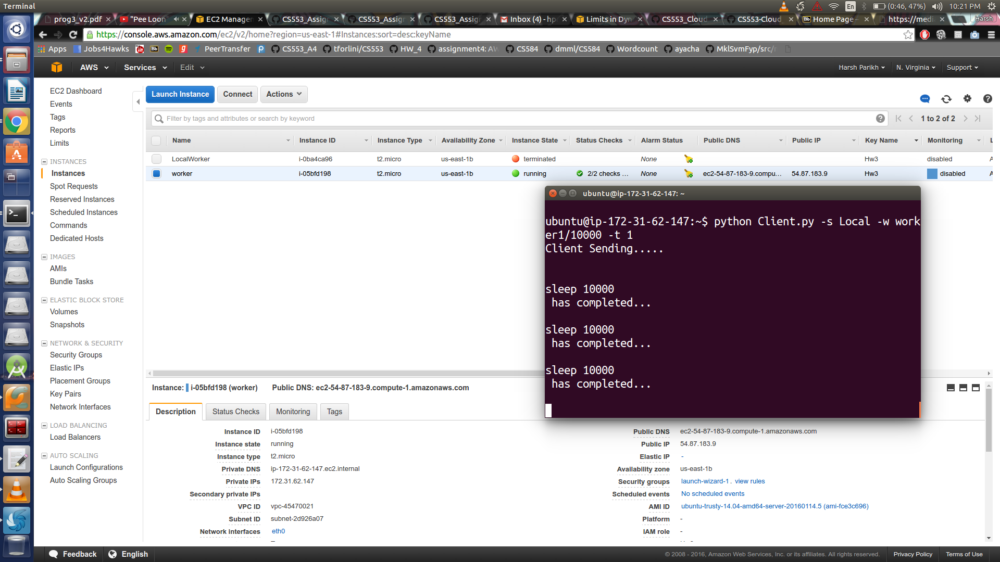 Terminal
En
(0:46, 47%)
10:21 PM
prog3_v2.pdf
"Pee Loon
EC2 Manage
CS553_Assig
CS553_Assig
CS553_Assig
Inbox (4) - hp
Limits in Dyn
CS553_Cloud
CS553-Cloud
Bb Home Page –
https://medi
Harsh
https://console.aws.amazon.com/ec2/v2/home?region=us-east-1#Instances:sort=desc:keyName
Apps
Jobs4Hawks
Bb
PeerTransfer
CS553_A4
tforlini/CS553
HW_4
assignment4: AW
CS584
dmml/CS584
Wordcount
ayacha
MklSvmFyp/src/r
AWS
Services
Edit
Harsh Parikh
N. Virginia
Support
EC2 Dashboard
Events
Tags
Reports
Limits
INSTANCES
Instances
Spot Requests
Reserved Instances
Scheduled Instances
Commands
Dedicated Hosts
IMAGES
AMIs
Bundle Tasks
ELASTIC BLOCK STORE
Volumes
Snapshots
NETWORK & SECURITY
Security Groups
Elastic IPs
Placement Groups
Key Pairs
Network Interfaces
LOAD BALANCING
Load Balancers
AUTO SCALING
Launch Configurations
Auto Scaling Groups
Launch Instance
Connect
Actions
Filter by tags and attributes or search by keyword
1 to 2 of 2
Name Instance ID Instance Type Availability Zone Instance State Status Checks Alarm Status Public DNS Public IP Key Name Monitoring L
LocalWorker i-0ba4ca96 t2.micro us-east-1b terminated None Hw3 disabled A
worker i-05bfd198 t2.micro us-east-1b running 2/2 checks ... None ec2-54-87-183-9.compu... 54.87.183.9 Hw3 disabled A
ubuntu@ip-172-31-62-147: ~
ubuntu@ip-172-31-62-147:~$ python Client.py -s Local -w work
er1/10000 -t 1
Client Sending.....
sleep 10000
has completed...
sleep 10000
has completed...
sleep 10000
has completed...
Instance: i-05bfd198 (worker) Public DNS: ec2-54-87-183-9.compute-1.amazonaws.com
Description
Status Checks
Monitoring
Tags
Instance ID i-05bfd198
Instance state running
Instance type t2.micro
Private DNS ip-172-31-62-147.ec2.internal
Private IPs 172.31.62.147
Secondary private IPs
VPC ID vpc-45470021
Subnet ID subnet-2d926a07
Network interfaces eth0
Public DNS ec2-54-87-183-9.compute-1.amazonaws.com
Public IP 54.87.183.9
Elastic IP -
Availability zone us-east-1b
Security groups launch-wizard-1. view rules
Scheduled events No scheduled events
AMI ID ubuntu-trusty-14.04-amd64-server-20160114.5 (ami-fce3c696)
Platform -
IAM role -
Feedback
English
© 2008 - 2016, Amazon Web Services, Inc. or its affiliates. All rights reserved.
Privacy Policy
Terms of Use